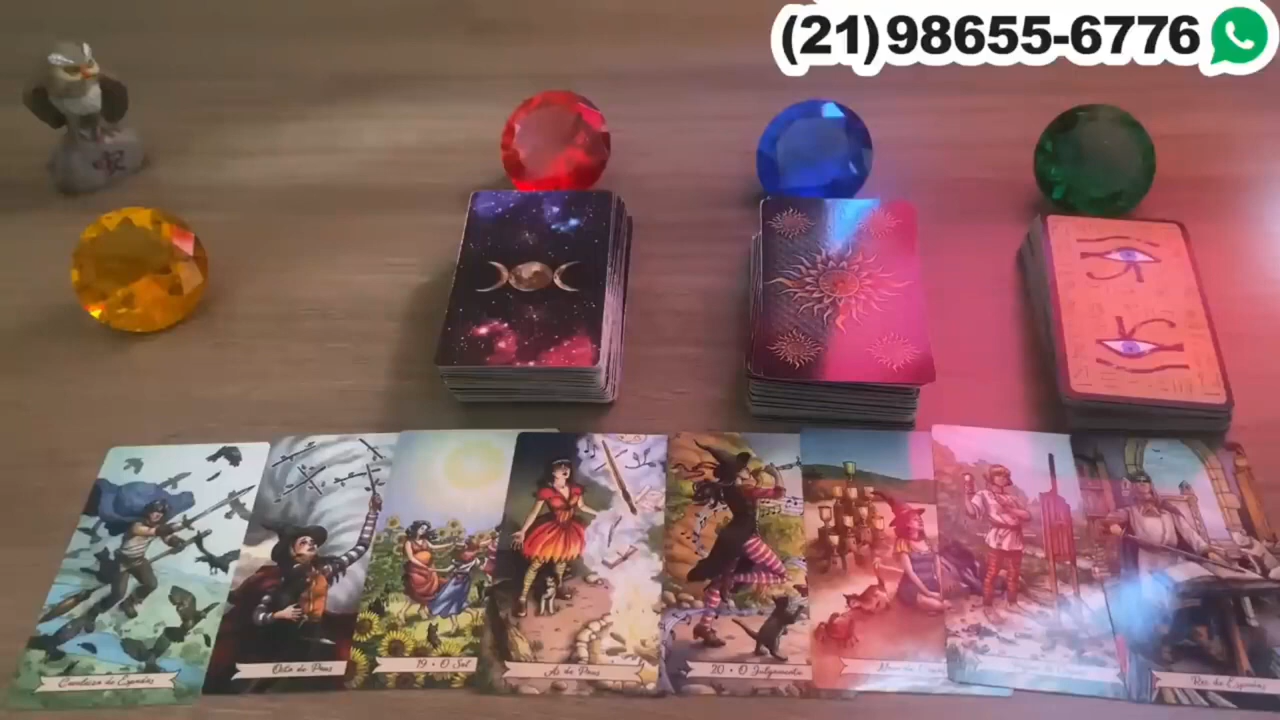 (21)98655-6776
Cavaleiro de Espadas
Oito de Paus
19 • O Sol
Ás de Paus
20 • O Julgamento
Rei de Espadas